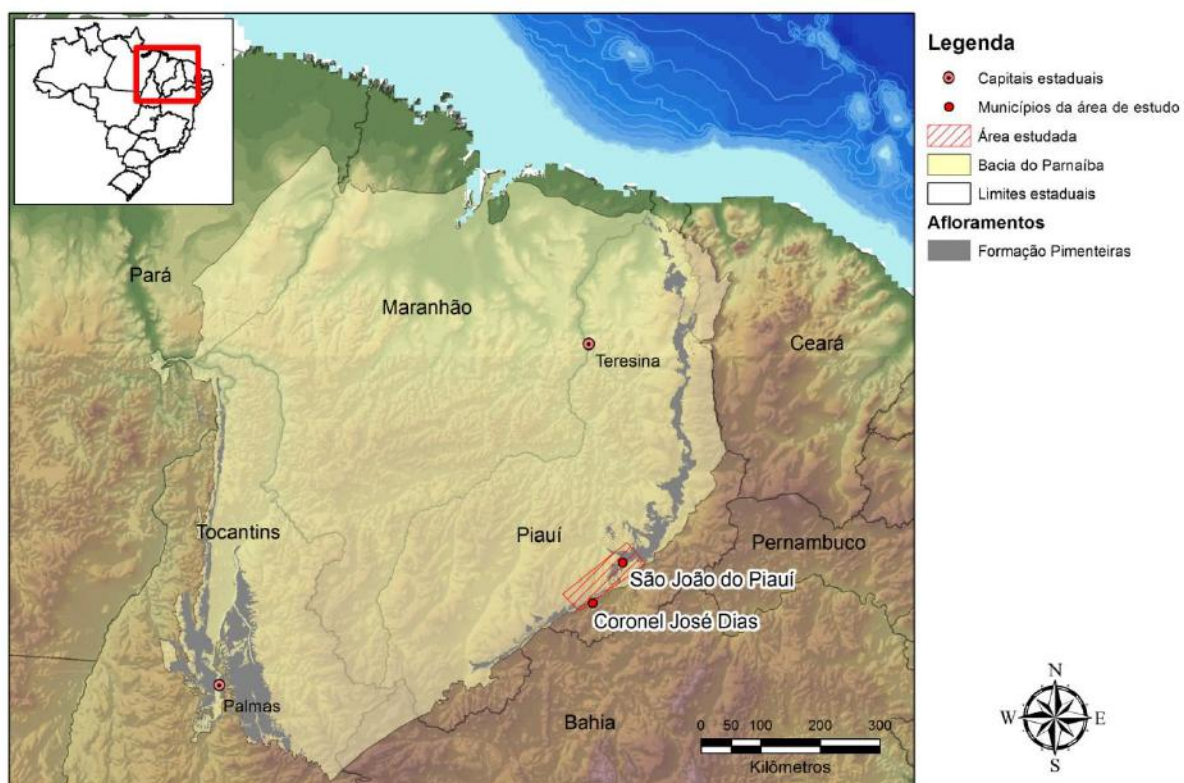 Legenda
Capitais estaduais
Municípios da área de estudo
Área estudada
Bacia do Parnaíba
Limites estaduais
Afloramentos
Formação Pimenteiras
Pará
Maranhão
Ceará
Teresina
Tocantins
Piauí
Pernambuco
São João do Piauí
Coronel José Dias
Palmas
Bahia
0 50 100 200 300
Kilômetros
N
W E
S